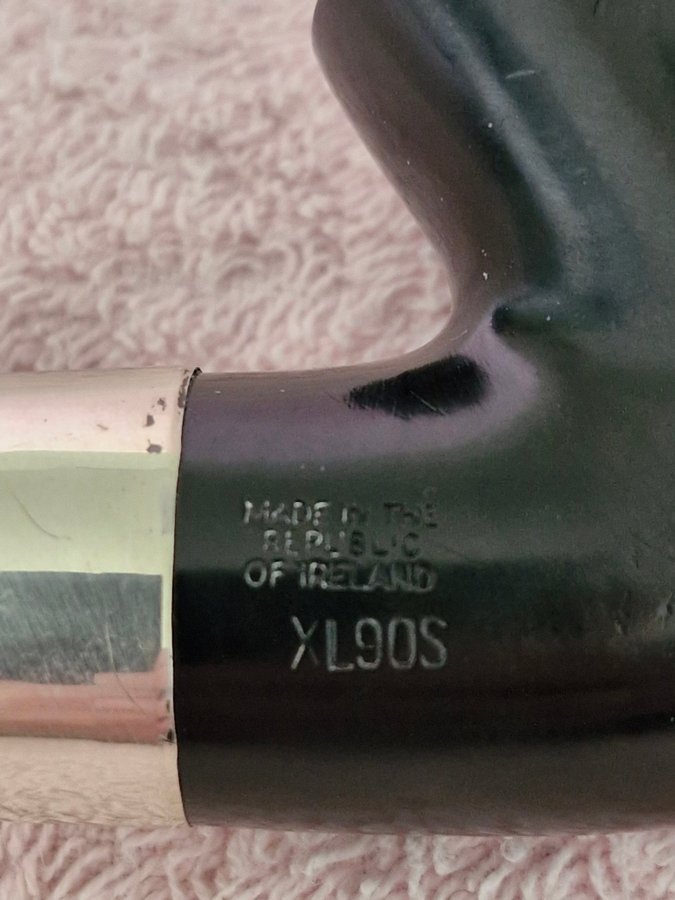 MADE IN THE
REPUBLIC
OF IRELAND
XL90S